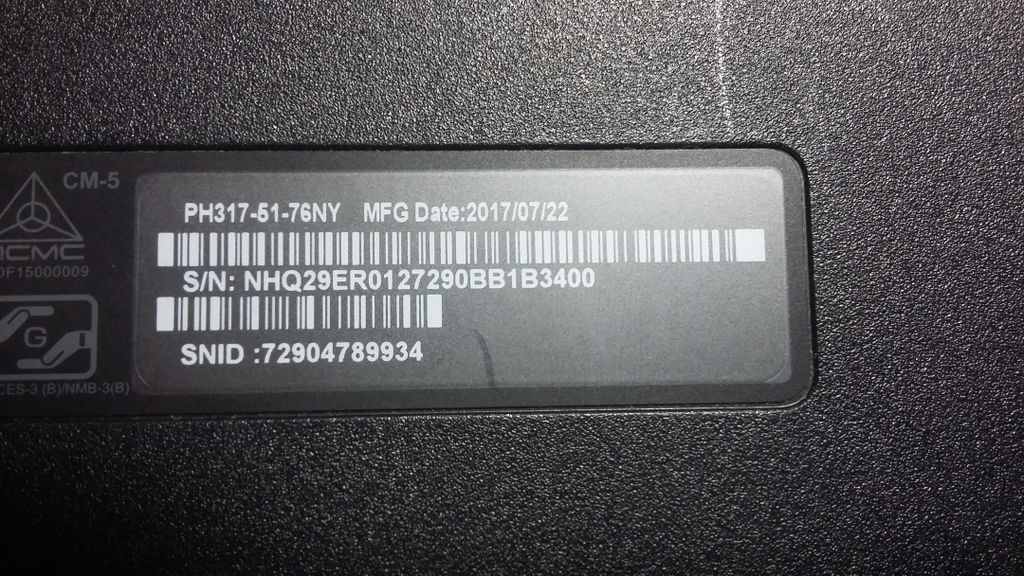 CM-5
PH317-51-76NY MFG Date:2017/07/22
S/N: NHQ29ER0127290BB1B3400
SNID :72904789934
DF15000009
G
CES-3 (B)/NMB-3(B)